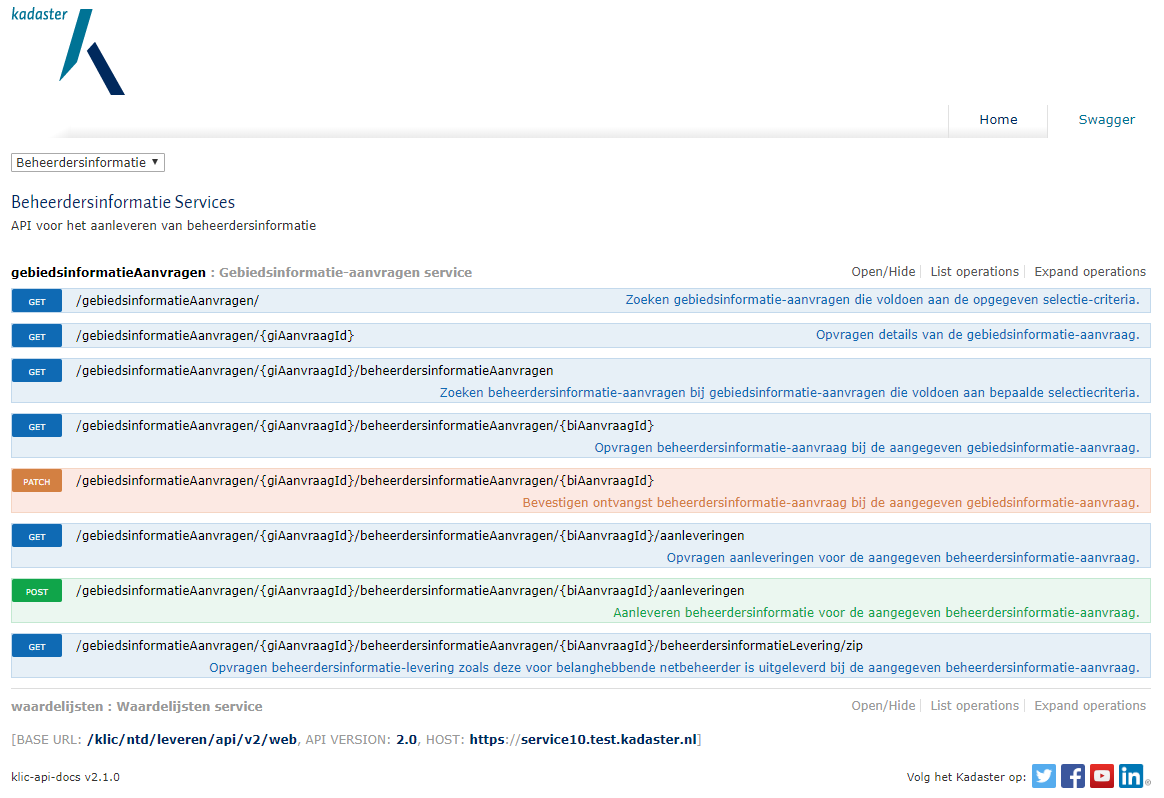 kadaster
Home
Swagger
Beheerdersinformatie ▼
Beheerdersinformatie Services
API voor het aanleveren van beheerdersinformatie
gebiedsinformatieAanvragen : Gebiedsinformatie-aanvragen service
Open/Hide
List operations
Expand operations
GET /gebiedsinformatieAanvragen/ Zoeken gebiedsinformatie-aanvragen die voldoen aan de opgegeven selectie-criteria.
GET /gebiedsinformatieAanvragen/{giAanvraagId} Opvragen details van de gebiedsinformatie-aanvraag.
GET /gebiedsinformatieAanvragen/{giAanvraagId}/beheerdersinformatieAanvragen
Zoeken beheerdersinformatie-aanvragen bij gebiedsinformatie-aanvragen die voldoen aan bepaalde selectiecriteria.
GET /gebiedsinformatieAanvragen/{giAanvraagId}/beheerdersinformatieAanvragen/{biAanvraagId}
Opvragen beheerdersinformatie-aanvraag bij de aangegeven gebiedsinformatie-aanvraag.
PATCH /gebiedsinformatieAanvragen/{giAanvraagId}/beheerdersinformatieAanvragen/{biAanvraagId}
Bevestigen ontvangst beheerdersinformatie-aanvraag bij de aangegeven gebiedsinformatie-aanvraag.
GET /gebiedsinformatieAanvragen/{giAanvraagId}/beheerdersinformatieAanvragen/{biAanvraagId}/aanleveringen
Opvragen aanleveringen voor de aangegeven beheerdersinformatie-aanvraag.
POST /gebiedsinformatieAanvragen/{giAanvraagId}/beheerdersinformatieAanvragen/{biAanvraagId}/aanleveringen
Aanleveren beheerdersinformatie voor de aangegeven beheerdersinformatie-aanvraag.
GET /gebiedsinformatieAanvragen/{giAanvraagId}/beheerdersinformatieAanvragen/{biAanvraagId}/beheerdersinformatieLevering/zip
Opvragen beheerdersinformatie-levering zoals deze voor belanghebbende netbeheerder is uitgeleverd bij de aangegeven beheerdersinformatie-aanvraag.
waardelijsten : Waardelijsten service
Open/Hide
List operations
Expand operations
[BASE URL: /klic/ntd/leveren/api/v2/web, API VERSION: 2.0, HOST: https://service10.test.kadaster.nl]
klic-api-docs v2.1.0
Volg het Kadaster op:
in ®